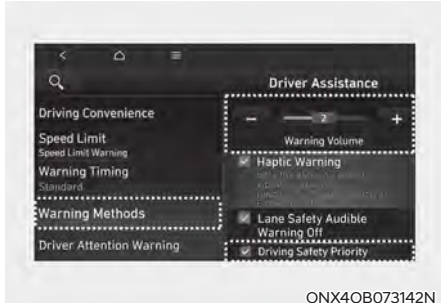 Driver Assistance
Driving Convenience
Speed Limit
Speed Limit Warning
Warning Timing
Standard
Warning Methods
Driver Attention Warning
− 2 +
Warning Volume
Haptic Warning
Lane Safety Audible
Warning Off
Driving Safety Priority
ONX4OB073142N